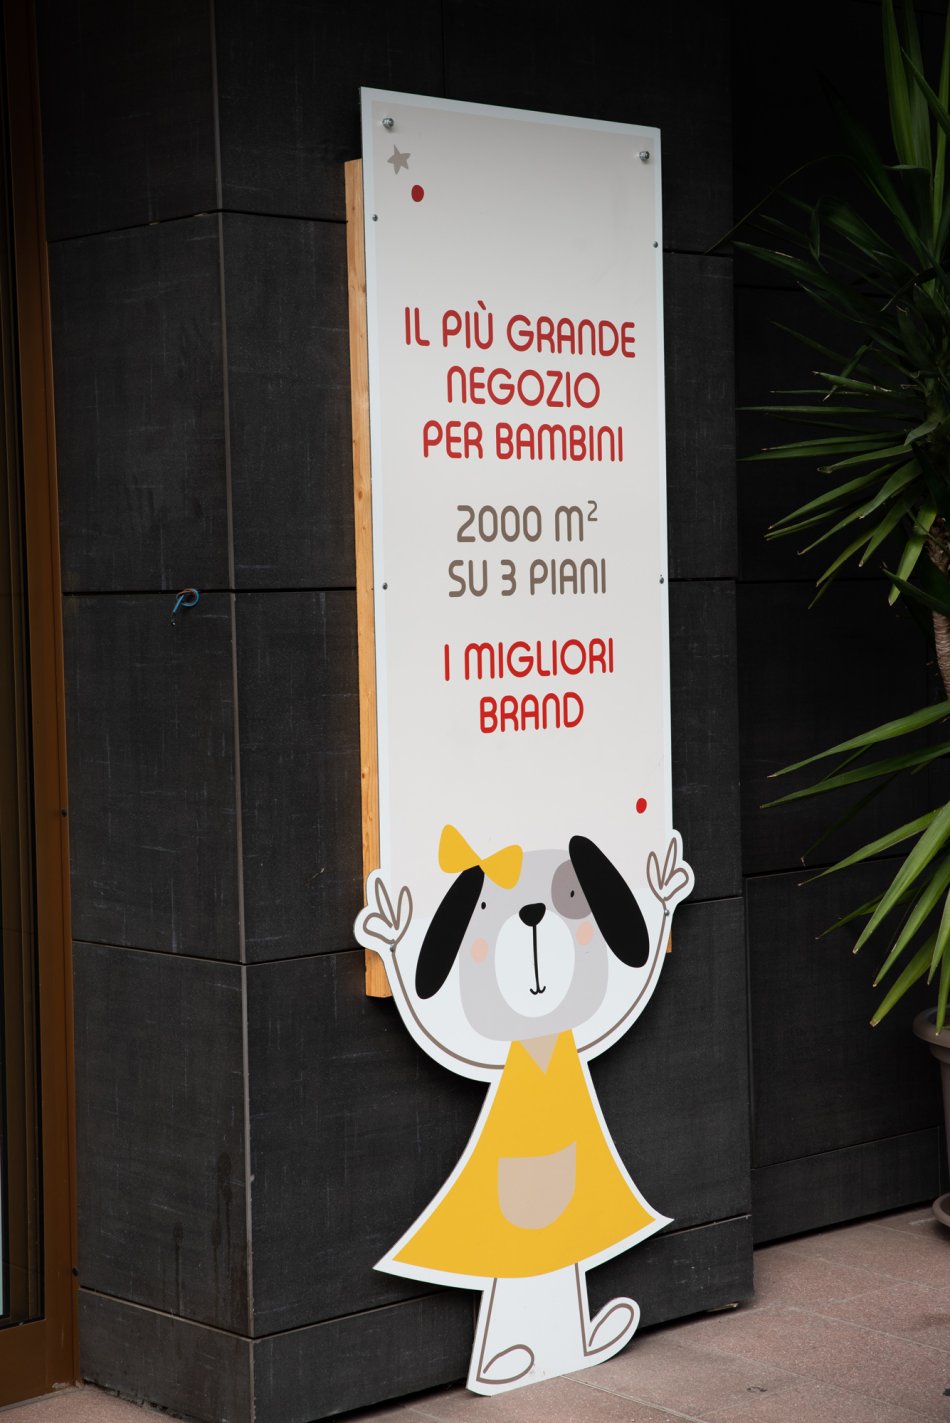 IL PIÙ GRANDE
NEGOZIO
PER BAMBINI
2000 m²
SU 3 PIANI
I MIGLIORI
BRAND